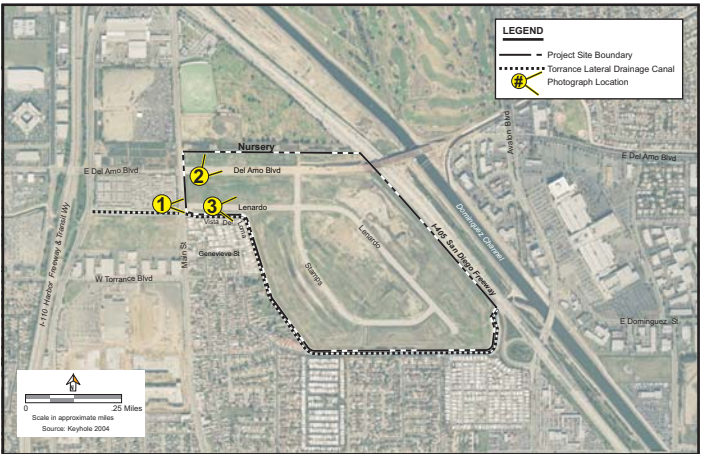 LEGEND
Project Site Boundary
Torrance Lateral Drainage Canal
#
Photograph Location
Avalon Blvd
Nursery
E Del Amo Blvd
Del Amo Blvd
E Del Amo Blvd
2
1
3
Lenardo
Vista Del
Loma
Main St
Genevieve St
W Torrance Blvd
I-110 Harbor Freeway & Transit Wy
Stamps
Lenardo
Dominguez Channel
I-405 San Diego Freeway
E Dominguez St
N
0
.25 Miles
Scale in approximate miles
Source: Keyhole 2004